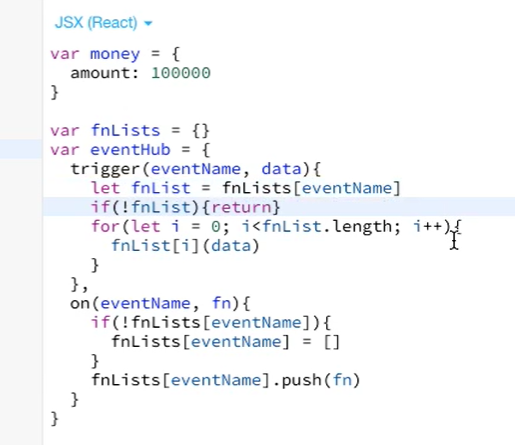 JSX (React)
var money = {
  amount: 100000
}
var fnLists = {}
var eventHub = {
  trigger(eventName, data){
    let fnList = fnLists[eventName]
    if(!fnList){return}
    for(let i = 0; i<fnList.length; i++){
      fnList[i](data)
    }
  },
  on(eventName, fn){
    if(!fnLists[eventName]){
      fnLists[eventName] = []
    }
    fnLists[eventName].push(fn)
  }
}